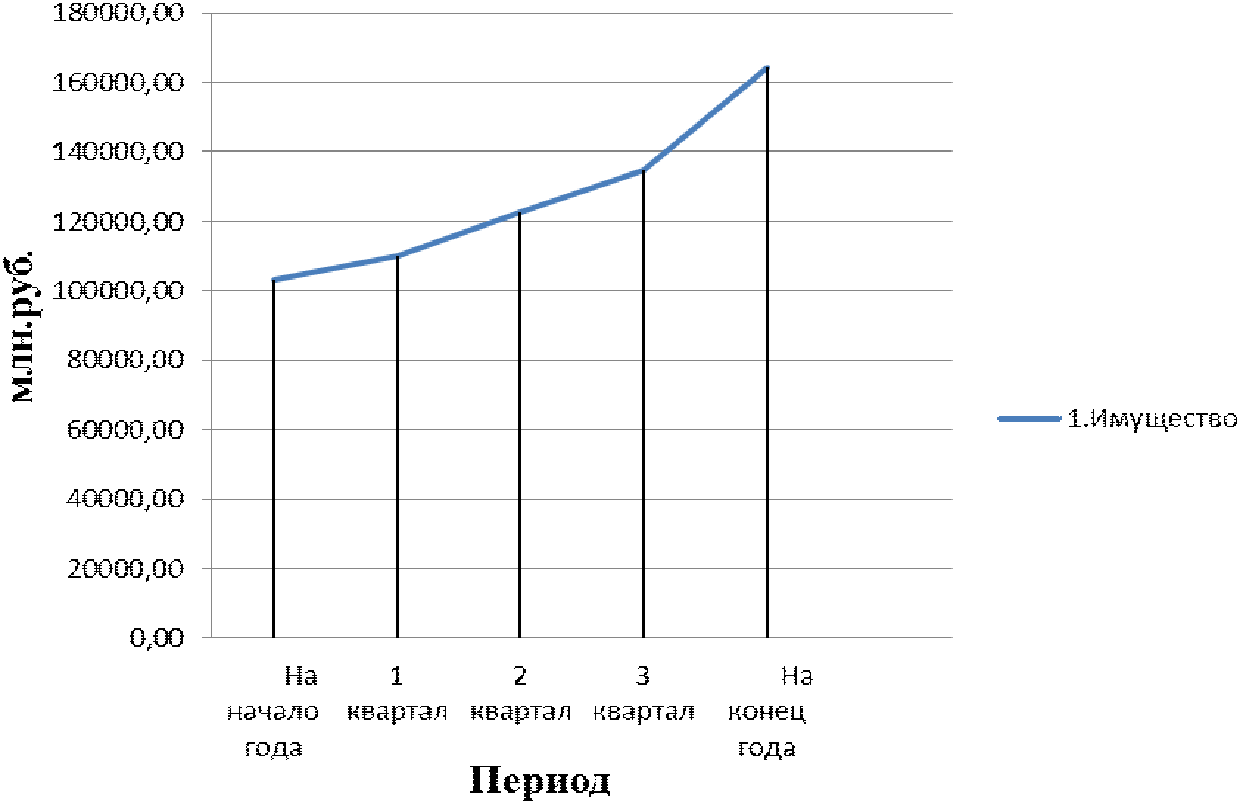 180000,00
160000,00
140000,00
120000,00
100000,00
80000,00
60000,00
40000,00
20000,00
0,00
млн.руб.
На начало года
1 квартал
2 квартал
3 квартал
На конец года
Период
1.Имущество